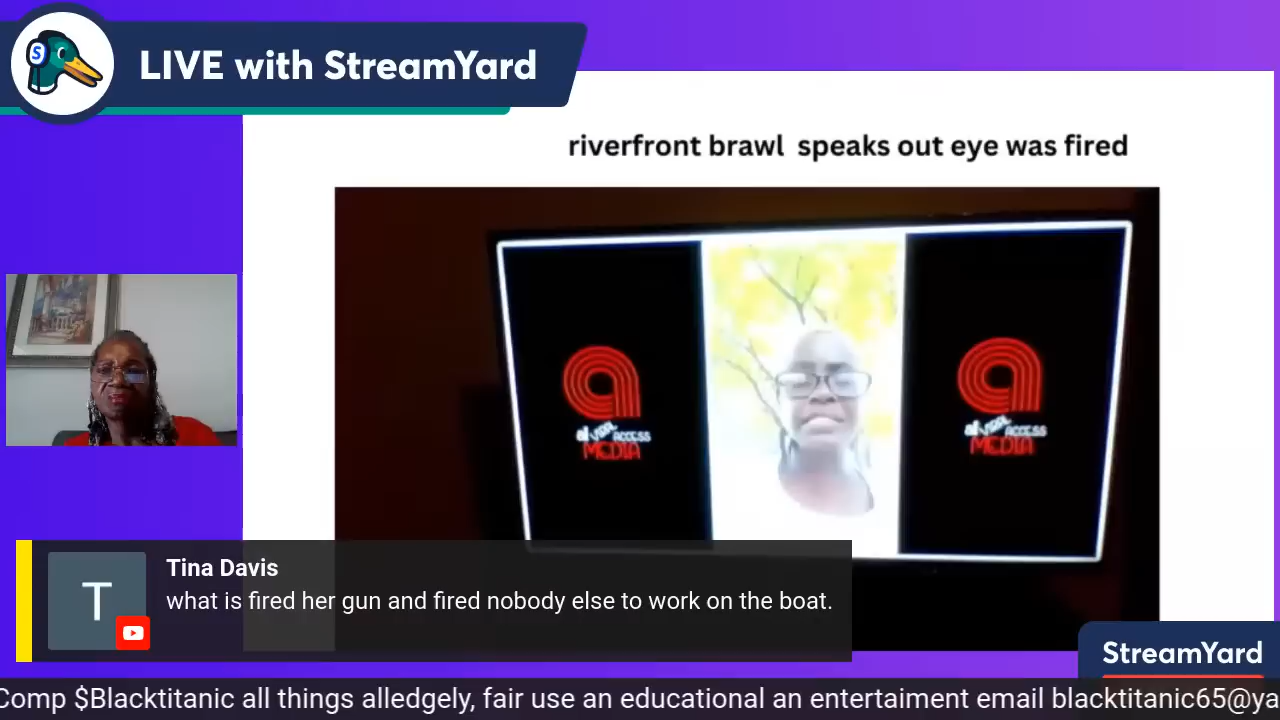 S
LIVE with StreamYard
riverfront brawl speaks out eye was fired
ACCESS
MEDIA
ACCESS
MEDIA
T
Tina Davis
what is fired her gun and fired nobody else to work on the boat.
StreamYard
Comp $Blacktitanic all things alledgely, fair use an educational an entertaiment email blacktitanic65@ya